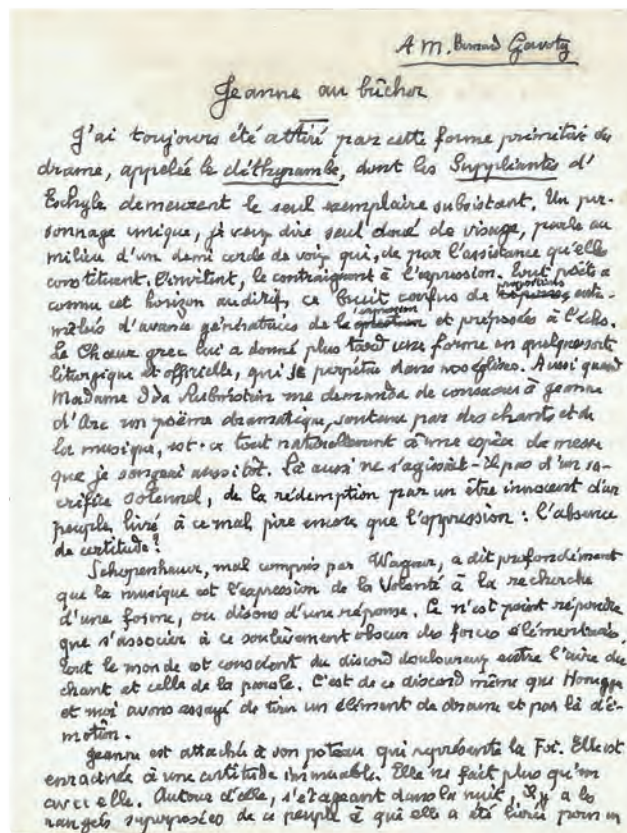 A M. Bernard Gavoty
Jeanne au bûcher
J'ai toujours été attiré par cette forme primitive du
drame, appelée le dithyrambe, dont les Suppliantes d'
Eschyle demeurent le seul exemplaire subsistant. Un per-
sonnage unique, je veux dire seul doué de visage, parle au
milieu d'un demi cercle de voix qui, de par l'assistance qu'elles
constituent, l'invitent, le contraignent à l'expression. Tout poète a
connu cet horizon auditif, ce bruit confus de propositions entre-
mêlés d'avance génératrices de l'expression et préposées à l'écho.
Le Chœur grec lui a donné plus tard une forme en quelque sorte
liturgique et officielle, qui se perpétue dans nos églises. Aussi quand
Madame Ida Rubinstein me demanda de consacrer à Jeanne
d'Arc un poëme dramatique, soutenu par des chants et de
la musique, est-ce tout naturellement à une espèce de messe
que je songeai aussitôt. Là aussi ne s'agissait-il pas d'un sa-
crifice solennel, de la rédemption par un être innocent d'un
peuple livré à ce mal pire encore que l'oppression : l'absence
de certitude ?
Schopenhauer, mal compris par Wagner, a dit profondément
que la musique est l'expression de la Volonté à la recherche
d'une forme, ou disons d'une réponse. Ce n'est point répondre
que s'associer à ce soulèvement obscur des forces élémentaires.
Tout le monde est conscient du discord douloureux entre l'aire du
chant et celle de la parole. C'est de ce discord même que Honegger
et moi avons essayé de tirer un élément de drame et par là d'é-
motion.
Jeanne est attachée à son poteau qui représente la Foi. Elle est
enracinée à une certitude immuable. Elle ne fait plus qu'un
avec elle. Autour d'elle, s'étageant dans la nuit, il y a les
rangées superposées de ce peuple à qui elle a été livrée pour un